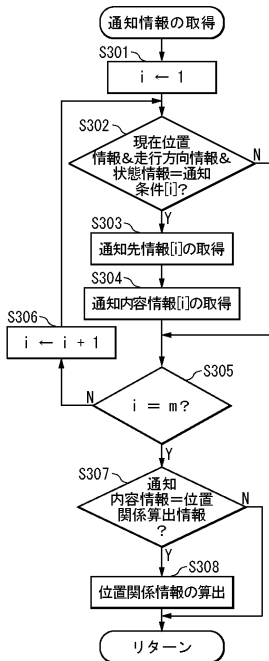 通知情報の取得
S301
i ← 1
S302
現在位置
情報&走行方向情報&
状態情報=通知
条件[i]?
N
Y
S303
通知先情報[i]の取得
S304
通知内容情報[i]の取得
S306
i ← i + 1
S305
N
i = m?
Y
S307
通知
内容情報=位置
関係算出情報
?
N
Y
S308
位置関係情報の算出
リターン